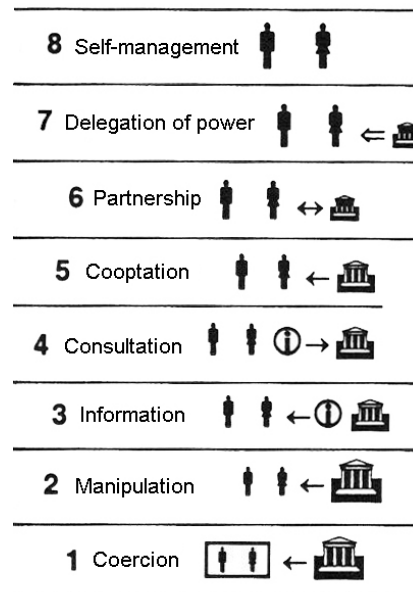 8 Self-management
7 Delegation of power
6 Partnership
5 Cooptation
4 Consultation
3 Information
2 Manipulation
1 Coercion